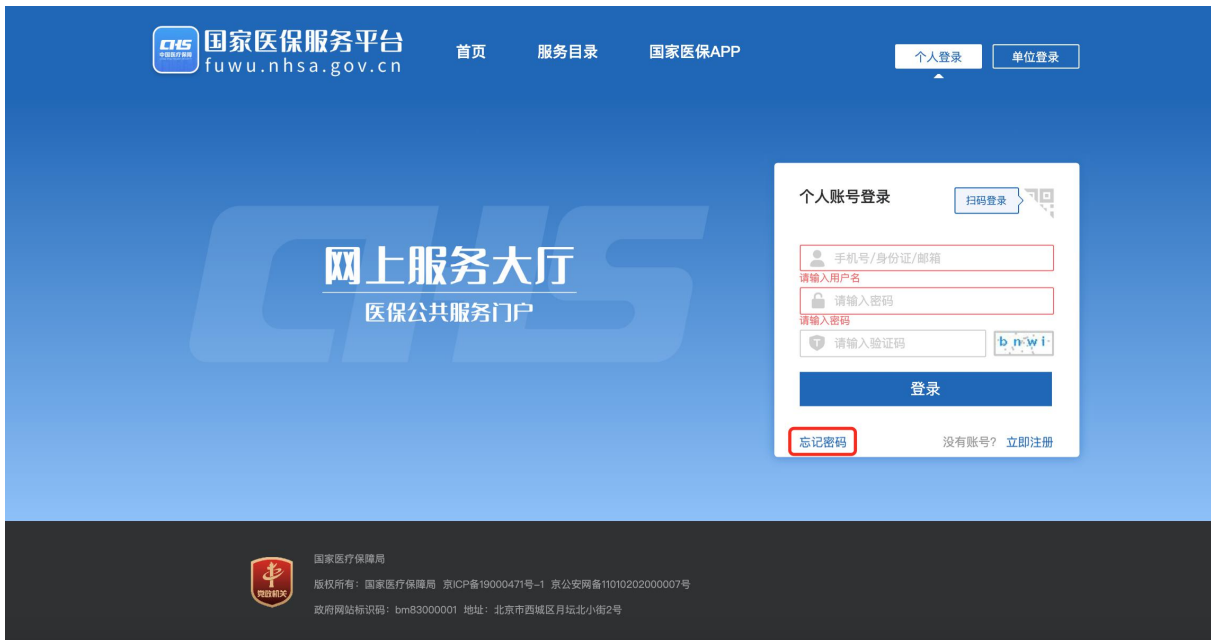 CHS
中国医疗保障
国家医保服务平台
fuwu.nhsa.gov.cn
首页
服务目录
国家医保APP
个人登录
单位登录
CHS
网上服务大厅
医保公共服务门户
个人账号登录
扫码登录
手机号/身份证/邮箱
请输入用户名
请输入密码
请输入密码
请输入验证码
bnwi
登录
忘记密码
没有账号? 立即注册
党政机关
国家医疗保障局
版权所有：国家医疗保障局 京ICP备19000471号-1 京公安网备11010202000007号
政府网站标识码：bm83000001 地址：北京市西城区月坛北小街2号